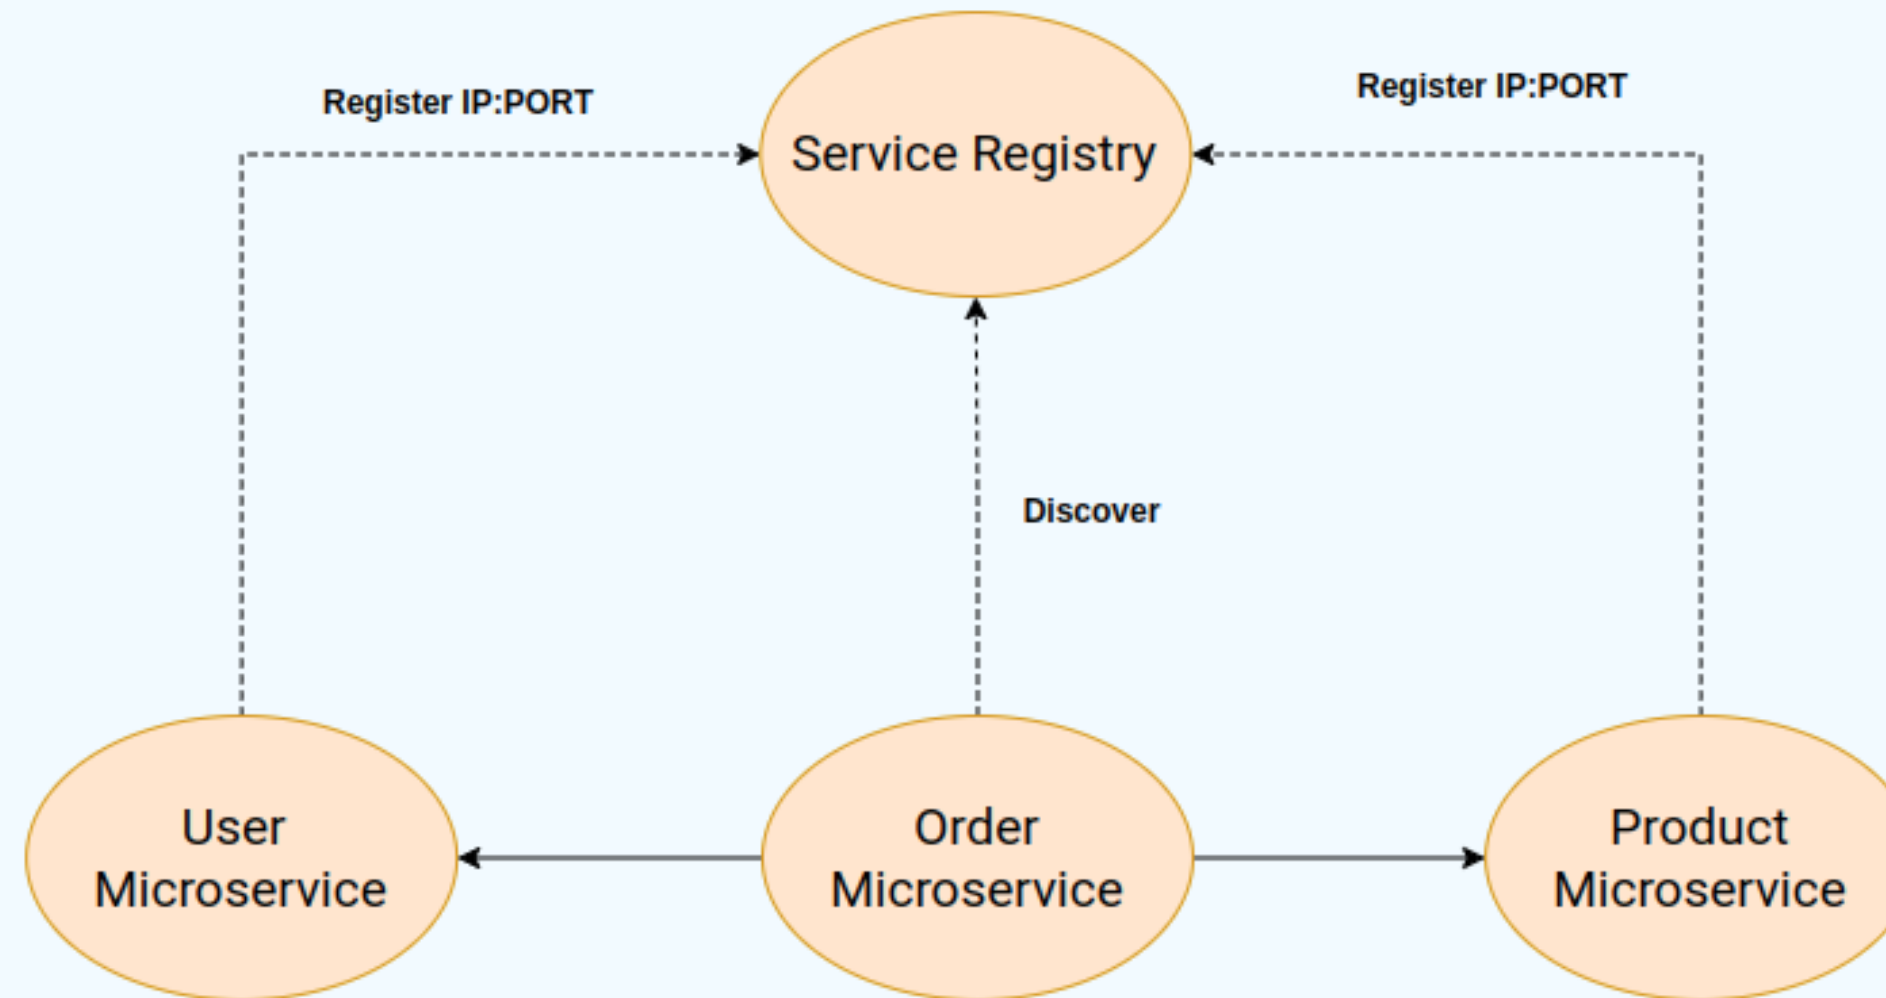 Register IP:PORT
Register IP:PORT
Service Registry
Discover
User
Microservice
Order
Microservice
Product
Microservice